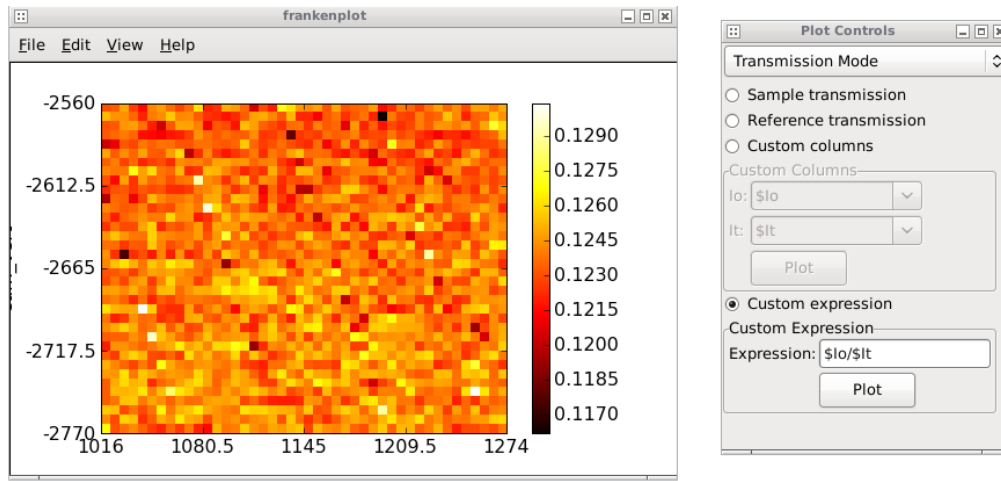 frankenplot
File Edit View Help
-2560
-2612.5
-2665
-2717.5
-2770
1016 1080.5 1145 1209.5 1274
0.1290
0.1275
0.1260
0.1245
0.1230
0.1215
0.1200
0.1185
0.1170
Plot Controls
Transmission Mode
Sample transmission
Reference transmission
Custom columns
Custom Columns
Io: $Io
It: $It
Plot
Custom expression
Custom Expression
Expression: $Io/$It
Plot